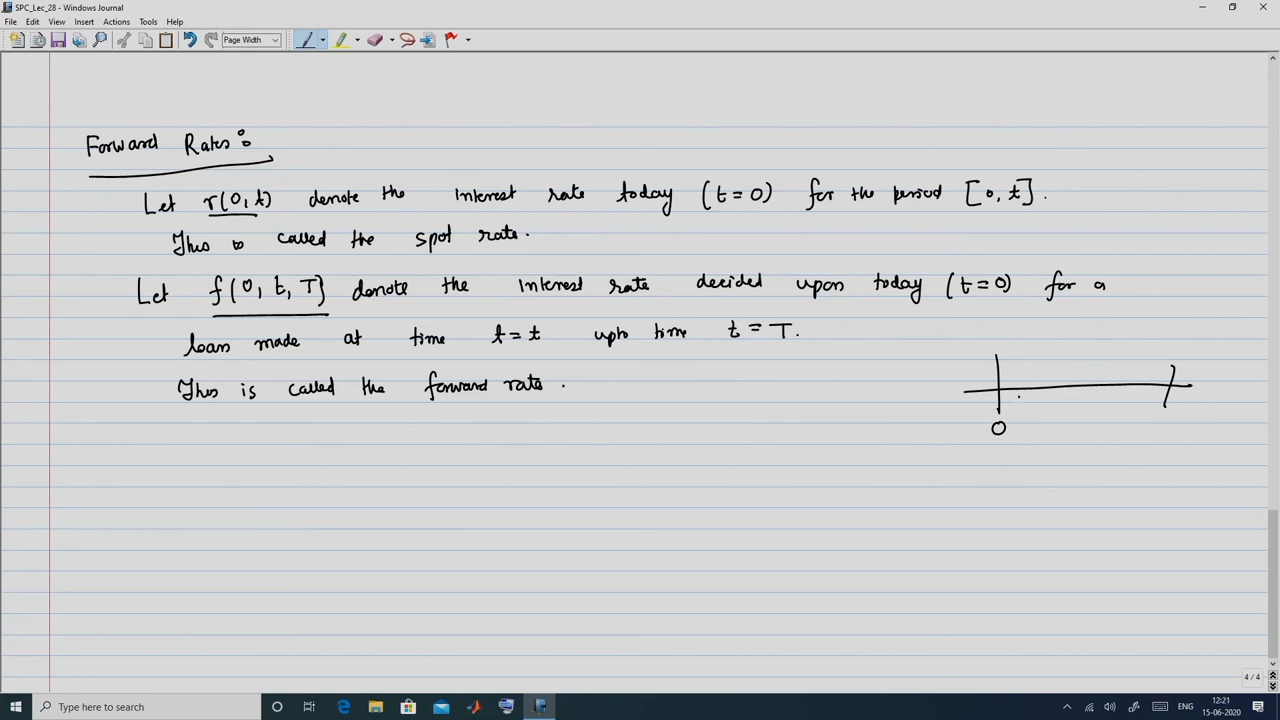 SPC_Lec_28 - Windows Journal
File Edit View Insert Actions Tools Help
Page Width
Forward Rates:
Let r(0, t) denote the interest rate today (t = 0) for the period [0, t].
This is called the spot rate.
Let f(0, t, T) denote the interest rate decided upon today (t = 0) for a
loan made at time t = t upto time t = T.
This is called the forward rate.
0
4 / 4
Type here to search
ENG
12:21
15-06-2020